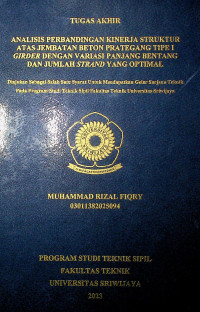 TUGAS AKHIR
ANALISIS PERBANDINGAN KINERJA STRUKTUR
ATAS JEMBATAN BETON PRATEGANG TIPE I
GIRDER DENGAN VARIASI PANJANG BENTANG
DAN JUMLAH STRAND YANG OPTIMAL
Diajukan Sebagai Salah Satu Syarat Untuk Mendapatkan Gelar Sarjana Teknik
Pada Program Studi Teknik Sipil Fakultas Teknik Universitas Sriwijaya
MUHAMMAD RIZAL FIQRY
03011382025094
PROGRAM STUDI TEKNIK SIPIL
FAKULTAS TEKNIK
UNIVERSITAS SRIWIJAYA
2023